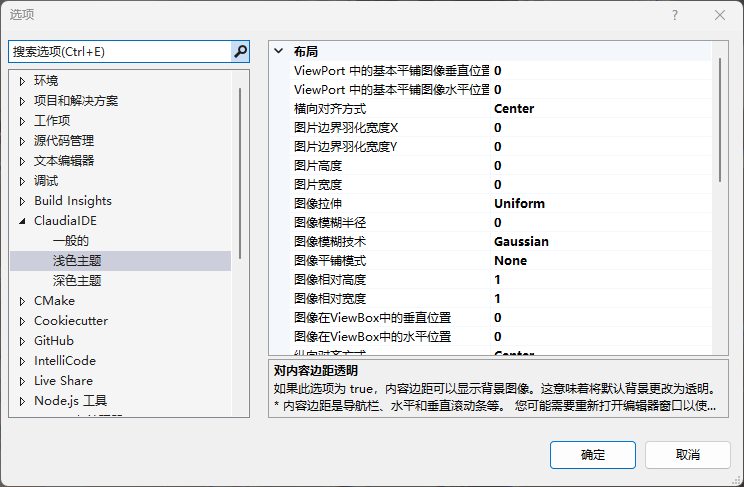 选项
搜索选项(Ctrl+E)
环境
项目和解决方案
工作项
源代码管理
文本编辑器
调试
Build Insights
ClaudiaIDE
一般的
浅色主题
深色主题
CMake
Cookiecutter
GitHub
IntelliCode
Live Share
Node.js 工具
布局
ViewPort 中的基本平铺图像垂直位置 0
ViewPort 中的基本平铺图像水平位置 0
横向对齐方式 Center
图片边界羽化宽度X 0
图片边界羽化宽度Y 0
图片高度 0
图片宽度 0
图像拉伸 Uniform
图像模糊半径 0
图像模糊技术 Gaussian
图像平铺模式 None
图像相对高度 1
图像相对宽度 1
图像在ViewBox中的垂直位置 0
图像在ViewBox中的水平位置 0
纵向对齐方式 Center
对内容边距透明
如果此选项为 true，内容边距可以显示背景图像。这意味着将默认背景更改为透明。
* 内容边距是导航栏、水平和垂直滚动条等。 您可能需要重新打开编辑器窗口以使...
确定
取消